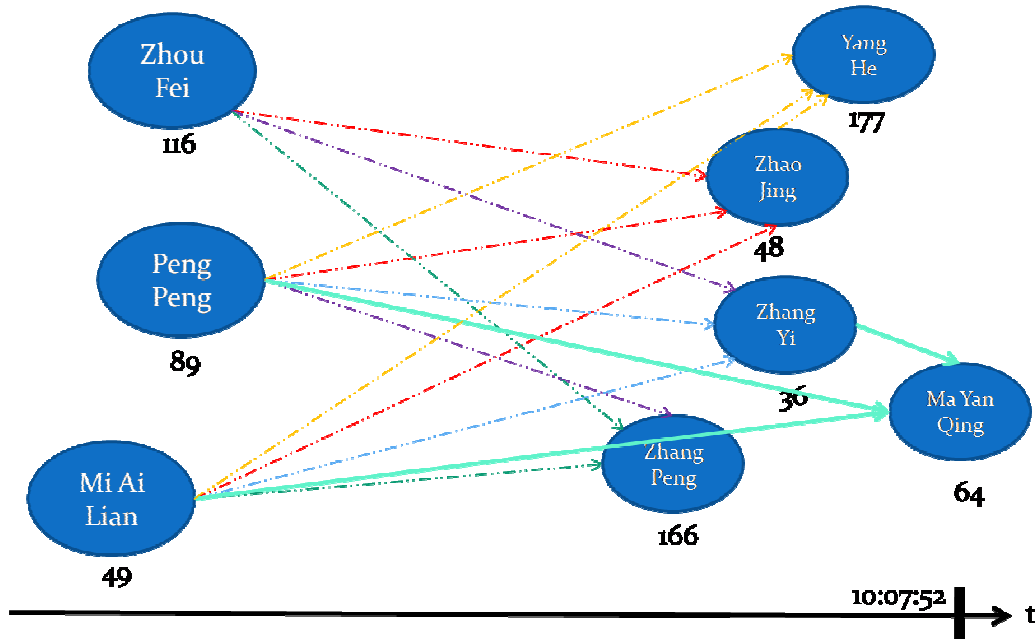 Zhou
Fei
116
Yang
He
177
Zhao
Jing
48
Peng
Peng
89
Zhang
Yi
36
Ma Yan
Qing
64
Zhang
Peng
166
Mi Ai
Lian
49
10:07:52
t